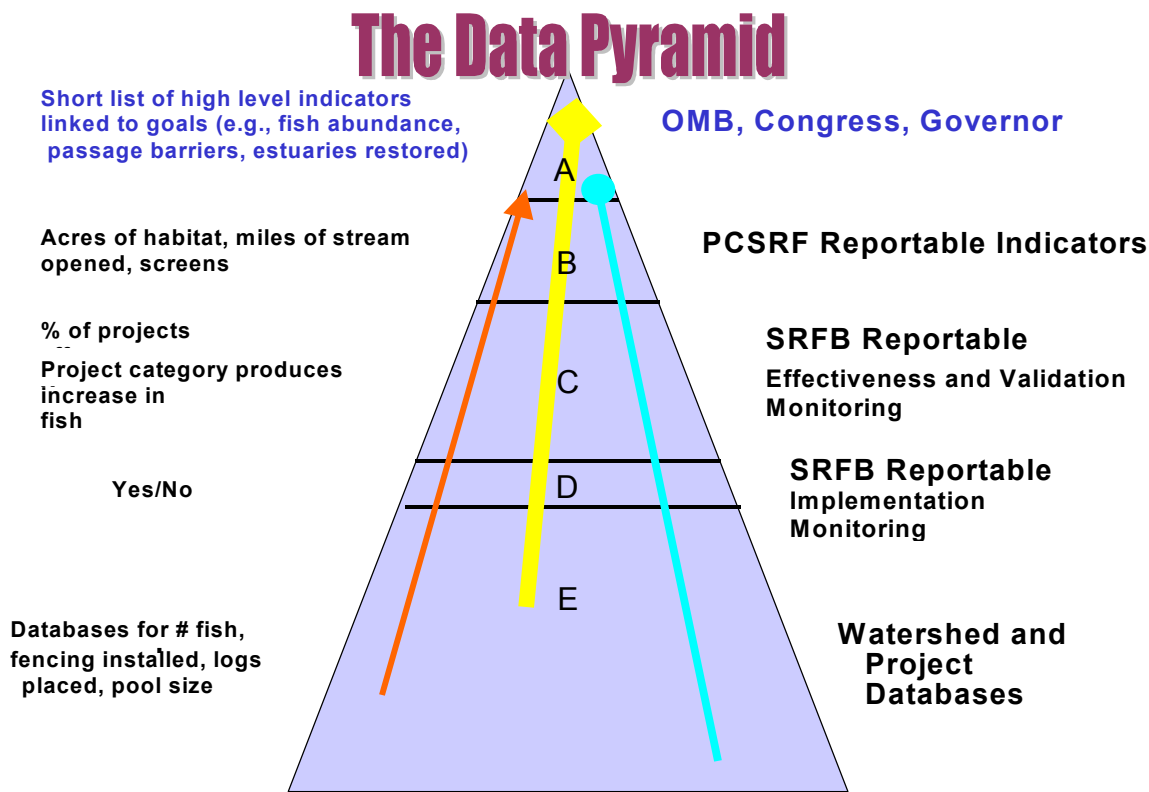 The Data Pyramid
Short list of high level indicators
linked to goals (e.g., fish abundance,
passage barriers, estuaries restored)
OMB, Congress, Governor
A
Acres of habitat, miles of stream
opened, screens
PCSRF Reportable Indicators
B
% of projects
Project category produces
increase in
fish
SRFB Reportable
Effectiveness and Validation
Monitoring
C
Yes/No
D
SRFB Reportable
Implementation
Monitoring
E
Databases for # fish,
fencing installed, logs
placed, pool size
Watershed and
Project
Databases